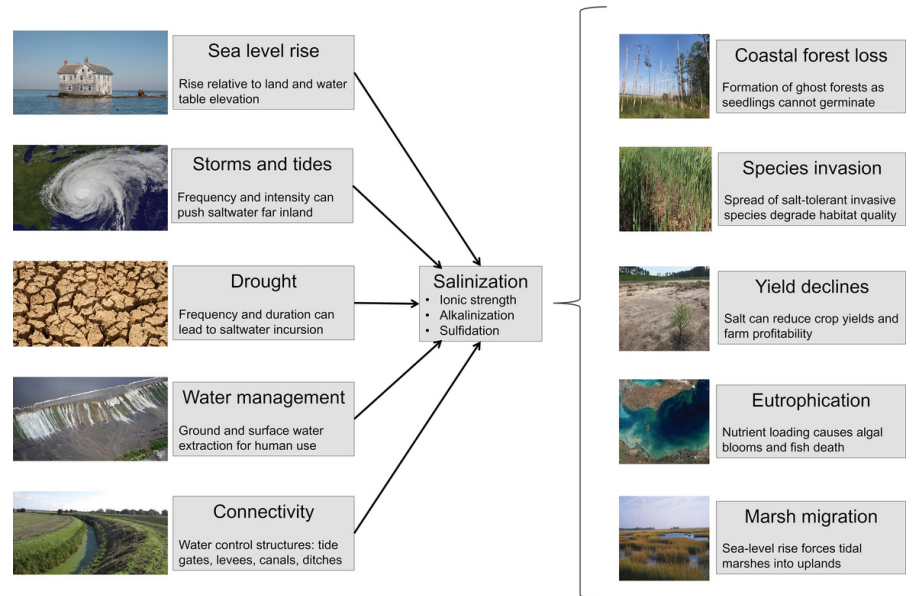 Sea level rise
Rise relative to land and water
table elevation
Storms and tides
Frequency and intensity can
push saltwater far inland
Drought
Frequency and duration can
lead to saltwater incursion
Water management
Ground and surface water
extraction for human use
Connectivity
Water control structures: tide
gates, levees, canals, ditches
Salinization
• Ionic strength
• Alkalinization
• Sulfidation
Coastal forest loss
Formation of ghost forests as
seedlings cannot germinate
Species invasion
Spread of salt-tolerant invasive
species degrade habitat quality
Yield declines
Salt can reduce crop yields and
farm profitability
Eutrophication
Nutrient loading causes algal
blooms and fish death
Marsh migration
Sea-level rise forces tidal
marshes into uplands